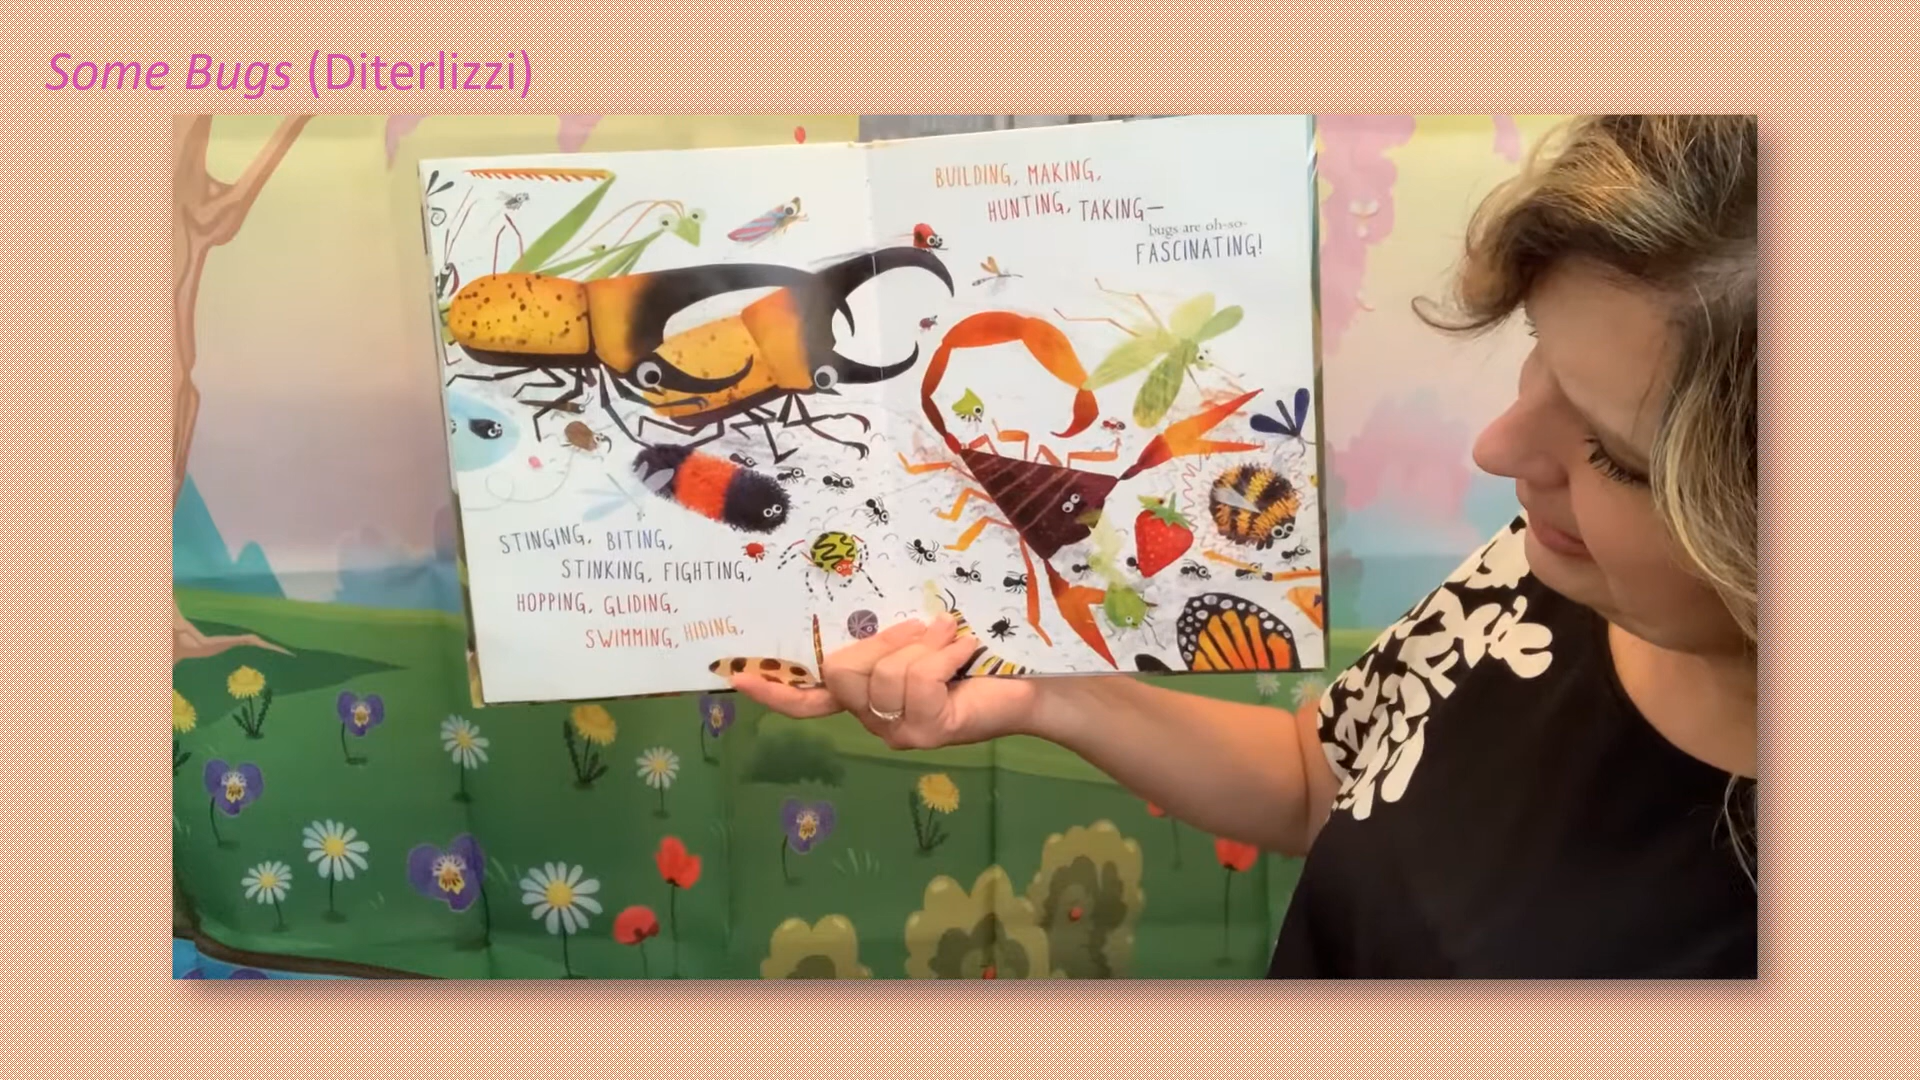 Some Bugs (Diterlizzi)
STINGING, BITING,
STINKING, FIGHTING,
HOPPING, GLIDING,
SWIMMING, HIDING,
BUILDING, MAKING,
HUNTING, TAKING—
bugs are oh-so-
FASCINATING!